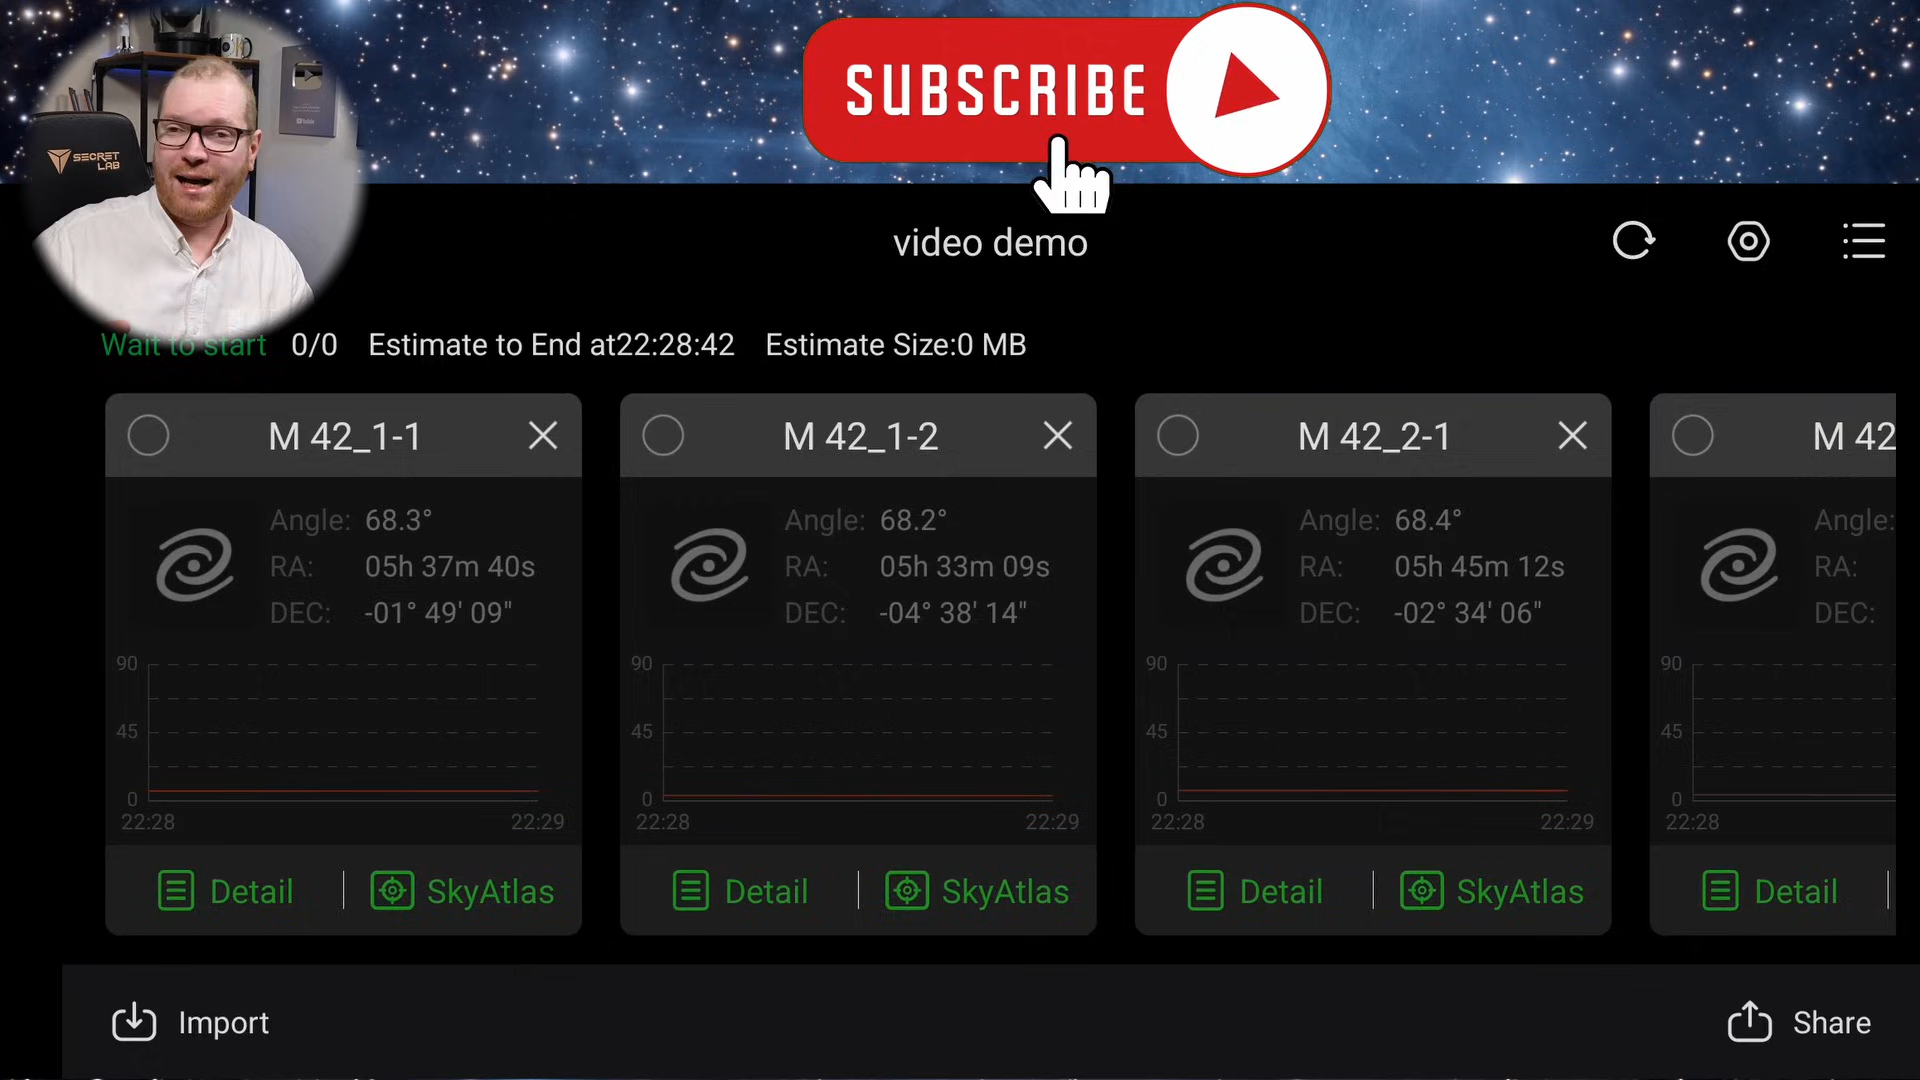 SUBSCRIBE
SECRET
LAB
video demo
Wait to start 0/0 Estimate to End at22:28:42 Estimate Size:0 MB
M 42_1-1
Angle: 68.3°
RA: 05h 37m 40s
DEC: -01° 49' 09"
90
45
0
22:28 22:29
Detail SkyAtlas
M 42_1-2
Angle: 68.2°
RA: 05h 33m 09s
DEC: -04° 38' 14"
90
45
0
22:28 22:29
Detail SkyAtlas
M 42_2-1
Angle: 68.4°
RA: 05h 45m 12s
DEC: -02° 34' 06"
90
45
0
22:28 22:29
Detail SkyAtlas
M 42
Angle:
RA:
DEC:
90
45
0
22:28
Detail
Import
Share